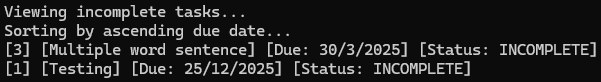 Viewing incomplete tasks...
Sorting by ascending due date...
[3] [Multiple word sentence] [Due: 30/3/2025] [Status: INCOMPLETE]
[1] [Testing] [Due: 25/12/2025] [Status: INCOMPLETE]